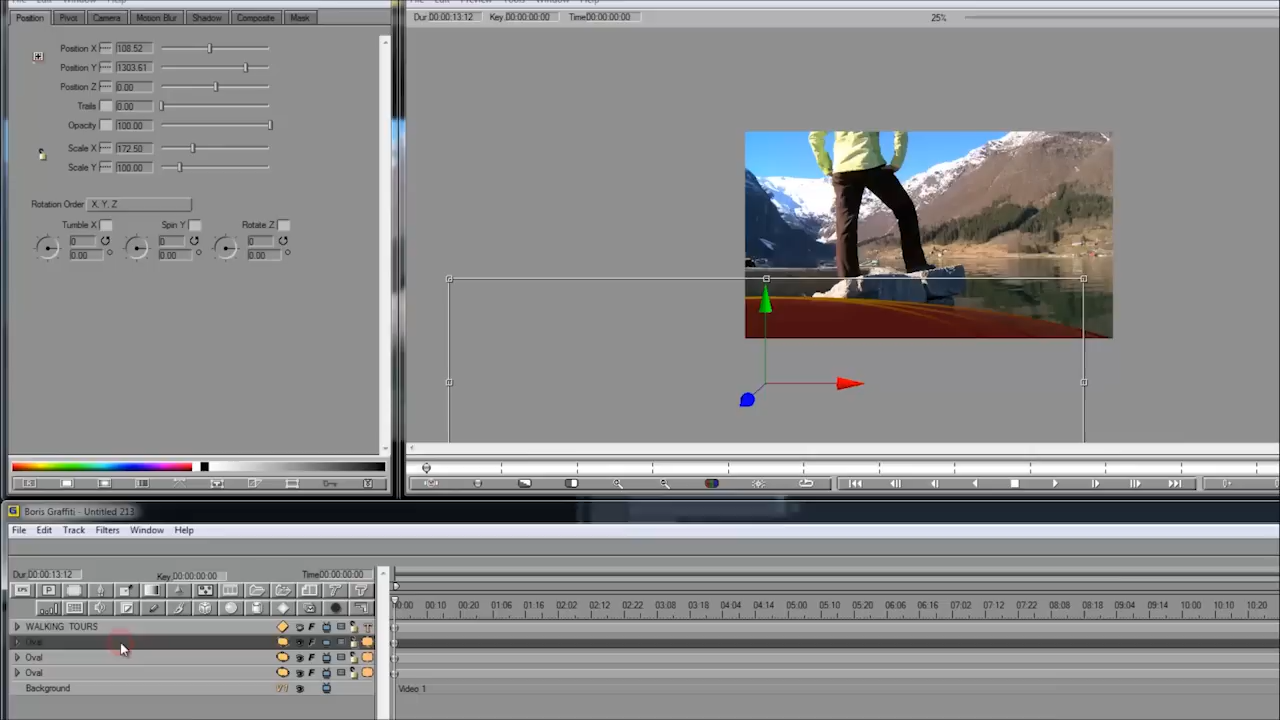 Position Pivot Camera Motion Blur Shadow Composite Mask
Dur:00:00:13:12 Key:00:00:00:00 Time:00:00:00:00 25%
Position X 108.52
Position Y 1303.61
Position Z 0.00
Trails 0.00
Opacity 100.00
Scale X 172.50
Scale Y 100.00
Rotation Order X, Y, Z
Tumble X Spin Y Rotate Z
0 0 0
0.00 0.00 0.00
Boris Graffiti - Untitled 213
File Edit Track Filters Window Help
Dur:00:00:13:12 Key:00:00:00:00 Time:00:00:00:00
:00:00 00:10 00:20 01:06 01:16 02:02 02:12 02:22 03:08 03:18 04:04 04:14 05:00 05:10 05:20 06:06 06:16 07:02 07:12 07:22 08:08 08:18 09:04 09:14 10:00 10:10 10:20
WALKING TOURS
Oval
Oval
Oval
Background Video 1